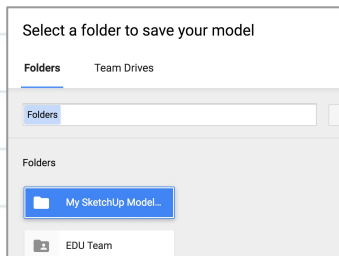 Select a folder to save your model
Folders Team Drives
Folders
Folders
My SketchUp Model...
EDU Team